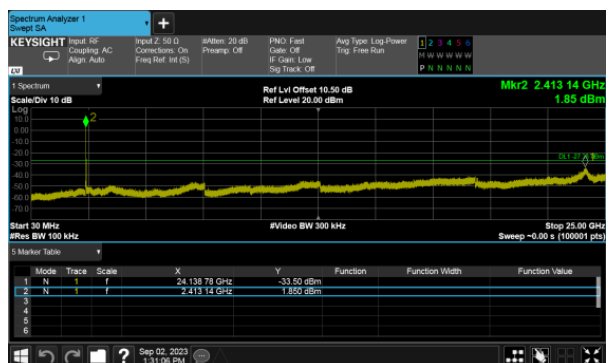 Spectrum Analyzer 1
Swept SA
KEYSIGHT Input: RF Input Z: 50 Ω #Atten: 20 dB PNO: Fast Avg Type: Log-Power 1 2 3 4 5 6
Coupling: AC Corrections: On Preamp: Off Gate: Off Trig: Free Run M W W W W W
Align: Auto Freq Ref: Int (S) IF Gain: Low
Sig Track: Off P N N N N N
1 Spectrum Ref Lvl Offset 10.50 dB Mkr2 2.413 14 GHz
Scale/Div 10 dB Ref Level 20.00 dBm 1.85 dBm
Log
10.0
2
0.00
-10.0
-20.0
-30.0
-40.0
-50.0
-60.0
-70.0
Start 30 MHz #Video BW 300 kHz Stop 25.00 GHz
#Res BW 100 kHz Sweep ~0.00 s (100001 pts)
5 Marker Table
Mode Trace Scale X Y Function Function Width Function Value
1 N 1 f 24.138 78 GHz -33.50 dBm
2 N 1 f 2.413 14 GHz 1.850 dBm
3
4
5
6
Sep 02, 2023
1:31:06 PM